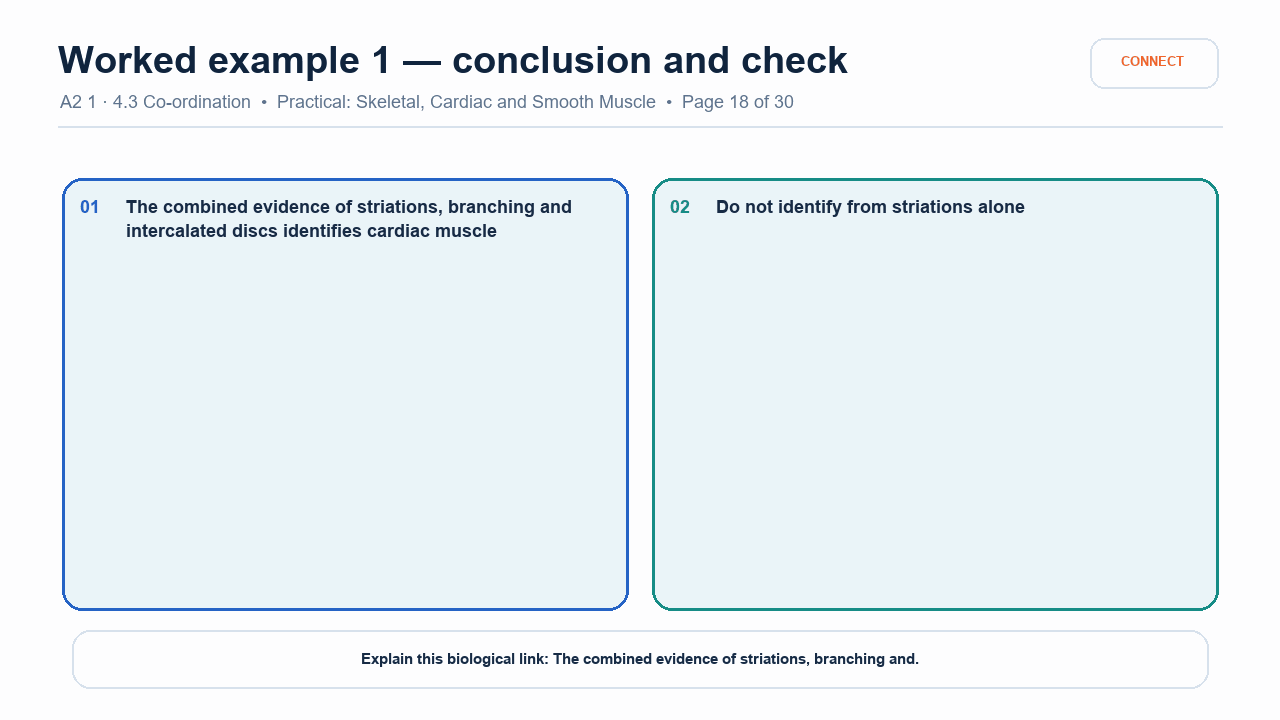 Worked example 1 — conclusion and check
CONNECT
A2 1 · 4.3 Co-ordination • Practical: Skeletal, Cardiac and Smooth Muscle • Page 18 of 30
01 The combined evidence of striations, branching and
intercalated discs identifies cardiac muscle
02 Do not identify from striations alone
Explain this biological link: The combined evidence of striations, branching and.